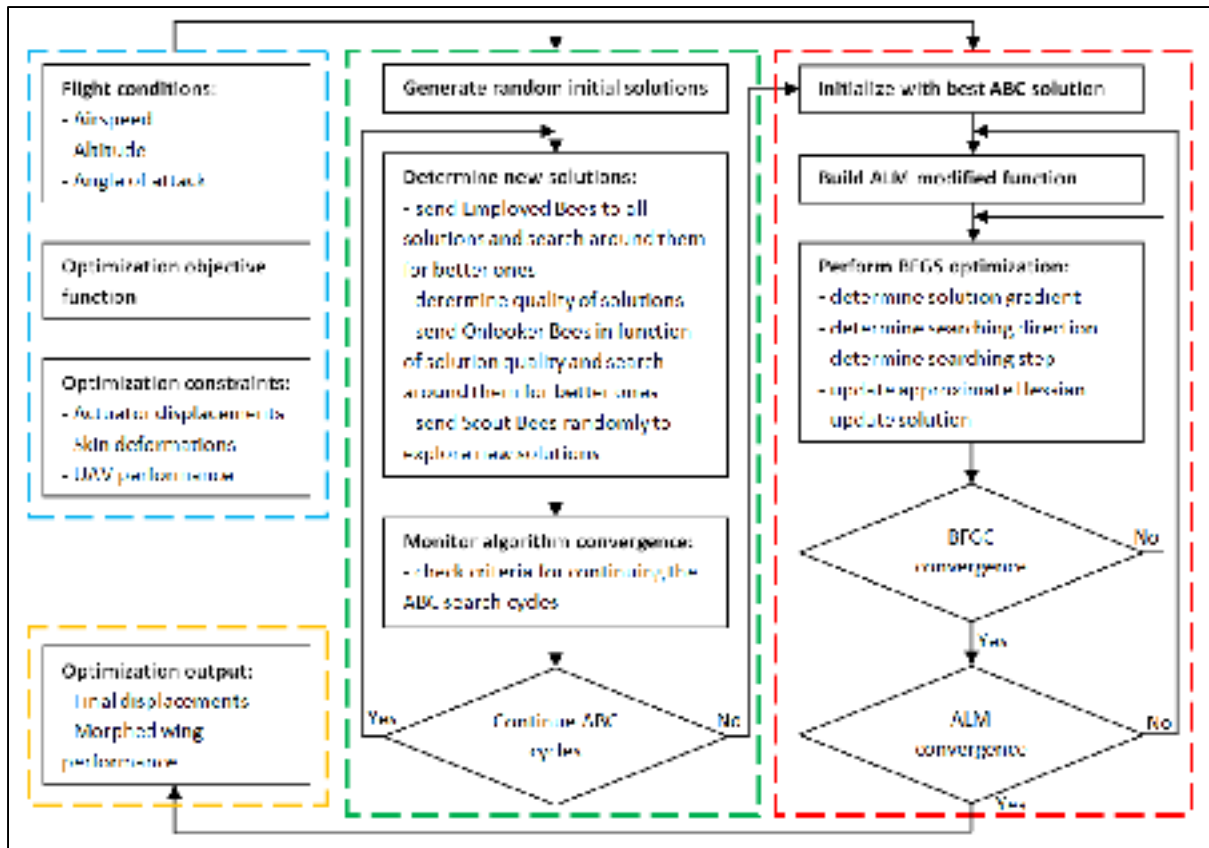 Flight conditions:
- Airspeed
Altitude
- Angle of attack
Optimization objective
function
Optimization constraints:
- Actuator displacements
Skin deformations
- UAV performance
Optimization output:
Final displacements
Morphed wing
performance
Generate random initial solutions
Determine new solutions:
- send Employed Bees to all
solutions and search around them
for better ones
determine quality of solutions
- send Onlooker Bees in function
of solution quality and search
around them for better ones
- send Scout Bees randomly to
explore new solutions
Monitor algorithm convergence:
- check criteria for continuing the
ABC search cycles
Yes
Continue ABC
cycles
No
Initialize with best ABC solution
Build ALM modified function
Perform BFGS optimization:
- determine solution gradient
- determine searching direction
determine searching step
- update approximate Hessian
update solution
BFGS
convergence
No
Yes
ALM
convergence
No
Yes